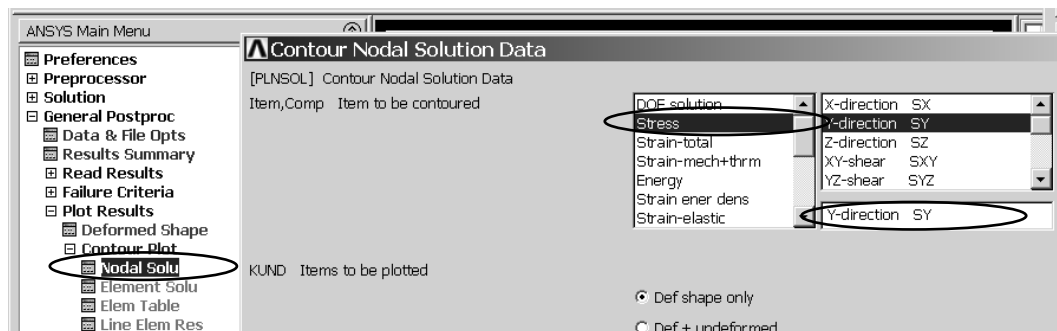 ANSYS Main Menu
Preferences
Preprocessor
Solution
General Postproc
Data & File Opts
Results Summary
Read Results
Failure Criteria
Plot Results
Deformed Shape
Contour Plot
Nodal Solu
Element Solu
Elem Table
Line Elem Res
Contour Nodal Solution Data
[PLNSOL] Contour Nodal Solution Data
Item,Comp Item to be contoured
DOF solution
Stress
Strain-total
Strain-mech+thrm
Energy
Strain ener dens
Strain-elastic
X-direction SX
Y-direction SY
Z-direction SZ
XY-shear SXY
YZ-shear SYZ
Y-direction SY
KUND Items to be plotted
Def shape only
Def + undeformed